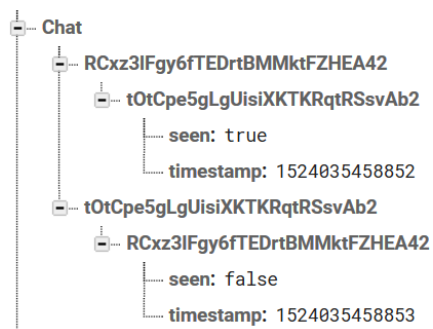 Chat
RCxz3lFgy6fTEDrtBMMktFZHEA42
tOtCpe5gLgUisiXKTKRqtRSsvAb2
seen: true
timestamp: 1524035458852
tOtCpe5gLgUisiXKTKRqtRSsvAb2
RCxz3lFgy6fTEDrtBMMktFZHEA42
seen: false
timestamp: 1524035458853